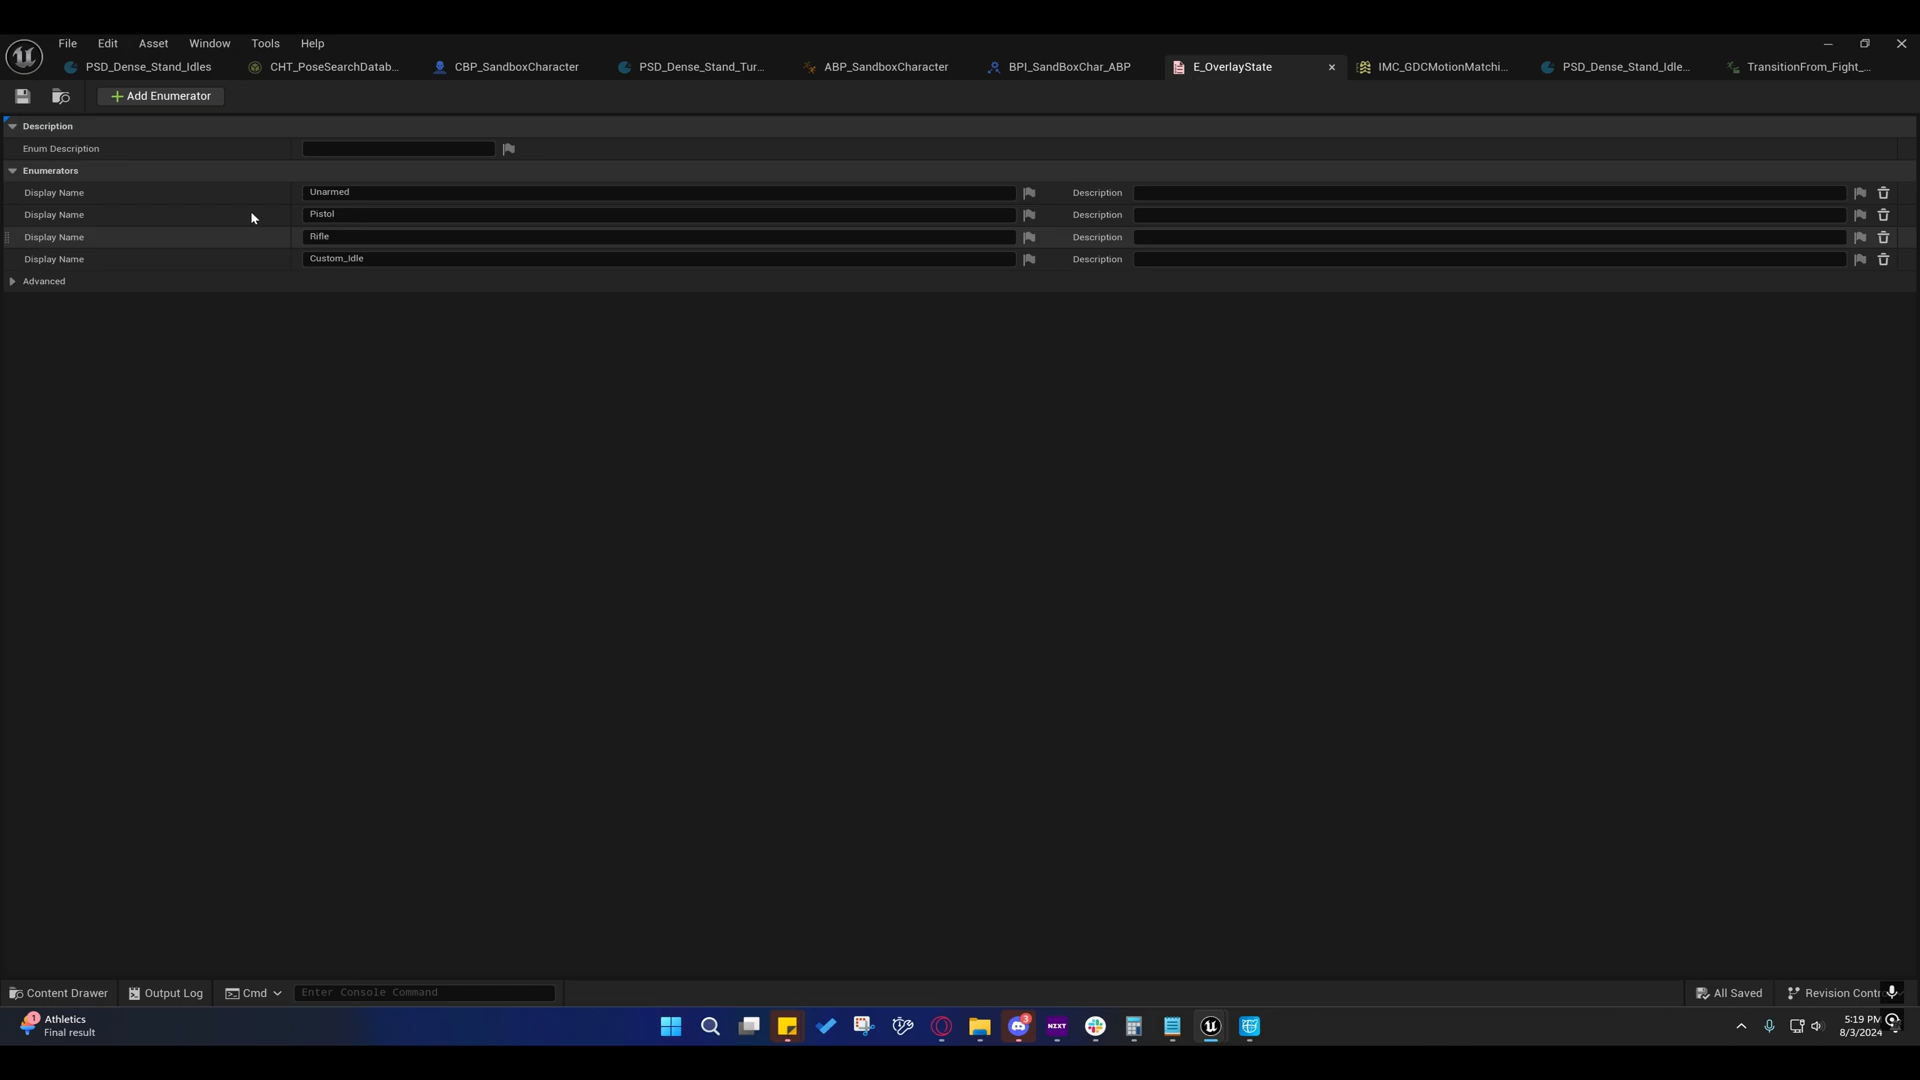 File Edit Asset Window Tools Help
PSD_Dense_Stand_Idles CHT_PoseSearchDatab... CBP_SandboxCharacter PSD_Dense_Stand_Tur... ABP_SandboxCharacter BPI_SandBoxChar_ABP E_OverlayState IMC_GDCMotionMatchi... PSD_Dense_Stand_Idle... TransitionFrom_Fight_...
Add Enumerator
Description
Enum Description
Enumerators
Display Name Unarmed Description
Display Name Pistol Description
Display Name Rifle Description
Display Name Custom_Idle Description
Advanced
Content Drawer Output Log Cmd Enter Console Command All Saved Revision Contr
1 Athletics
Final result
3
NZXT
5:19 PM
8/3/2024